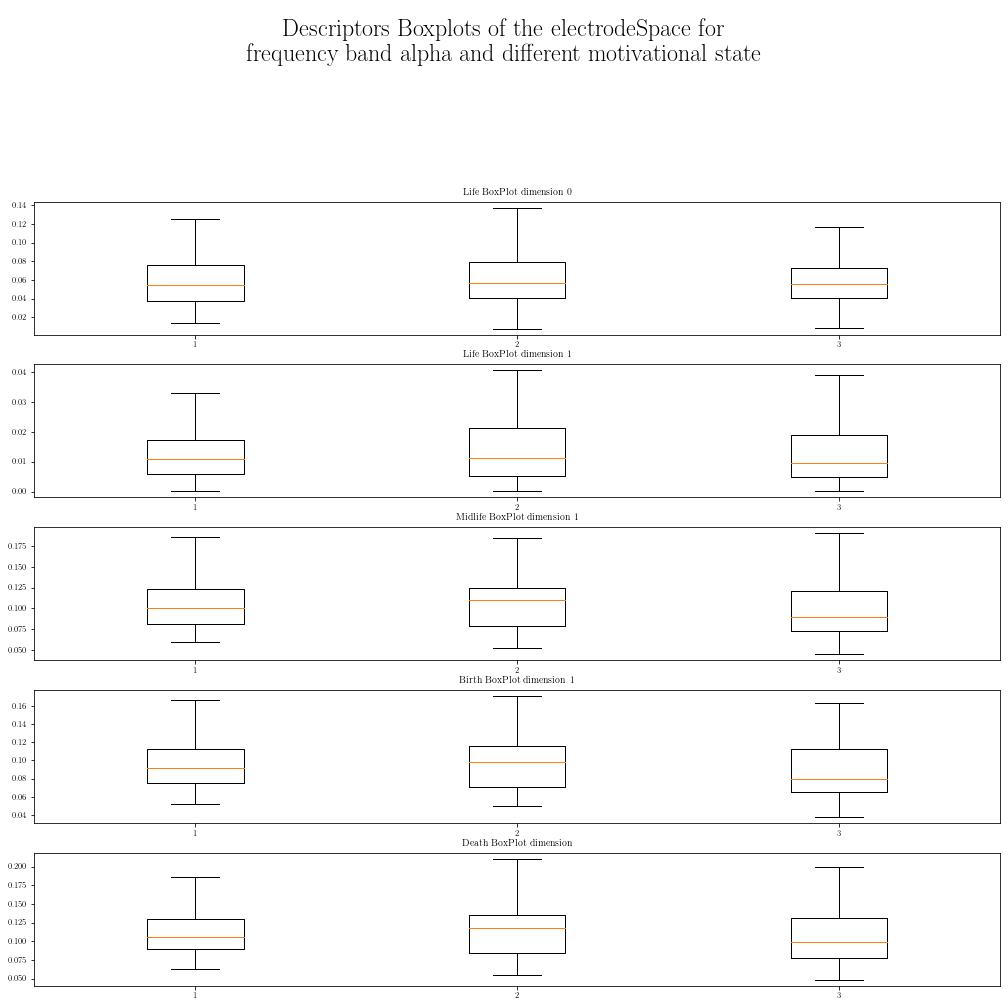 Descriptors Boxplots of the electrodeSpace for
frequency band alpha and different motivational state
Life BoxPlot dimension 0
0.14
0.12
0.10
0.08
0.06
0.04
0.02
1 2 3
Life BoxPlot dimension 1
0.04
0.03
0.02
0.01
0.00
1 2 3
Midlife BoxPlot dimension 1
0.175
0.150
0.125
0.100
0.075
0.050
1 2 3
Birth BoxPlot dimension 1
0.16
0.14
0.12
0.10
0.08
0.06
0.04
1 2 3
Death BoxPlot dimension
0.200
0.175
0.150
0.125
0.100
0.075
0.050
1 2 3